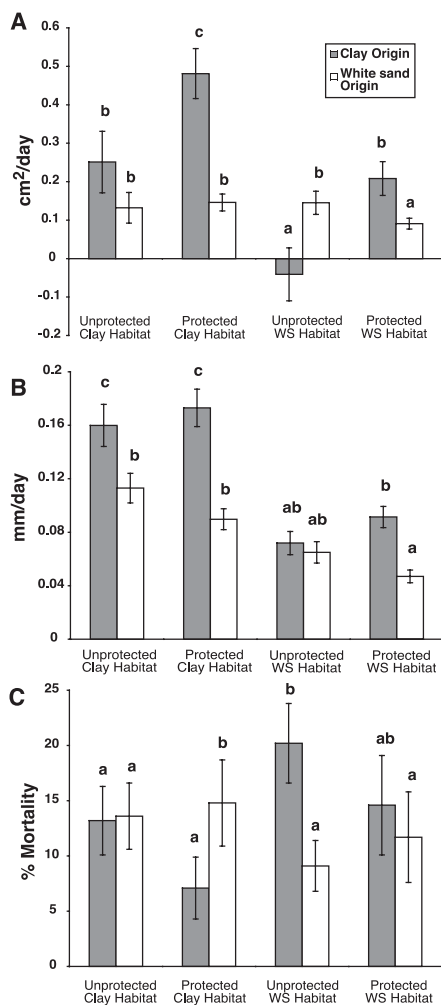 A
Clay Origin
White sand
Origin
cm²/day
0.6
0.5
0.4
0.3
0.2
0.1
0
-0.1
-0.2
b
b
c
b
a
b
b
a
Unprotected
Clay Habitat
Protected
Clay Habitat
Unprotected
WS Habitat
Protected
WS Habitat
B
mm/day
0.2
0.16
0.12
0.08
0.04
0
c
b
c
b
ab
ab
b
a
Unprotected
Clay Habitat
Protected
Clay Habitat
Unprotected
WS Habitat
Protected
WS Habitat
C
% Mortality
25
20
15
10
5
0
a
a
a
b
b
a
ab
a
Unprotected
Clay Habitat
Protected
Clay Habitat
Unprotected
WS Habitat
Protected
WS Habitat